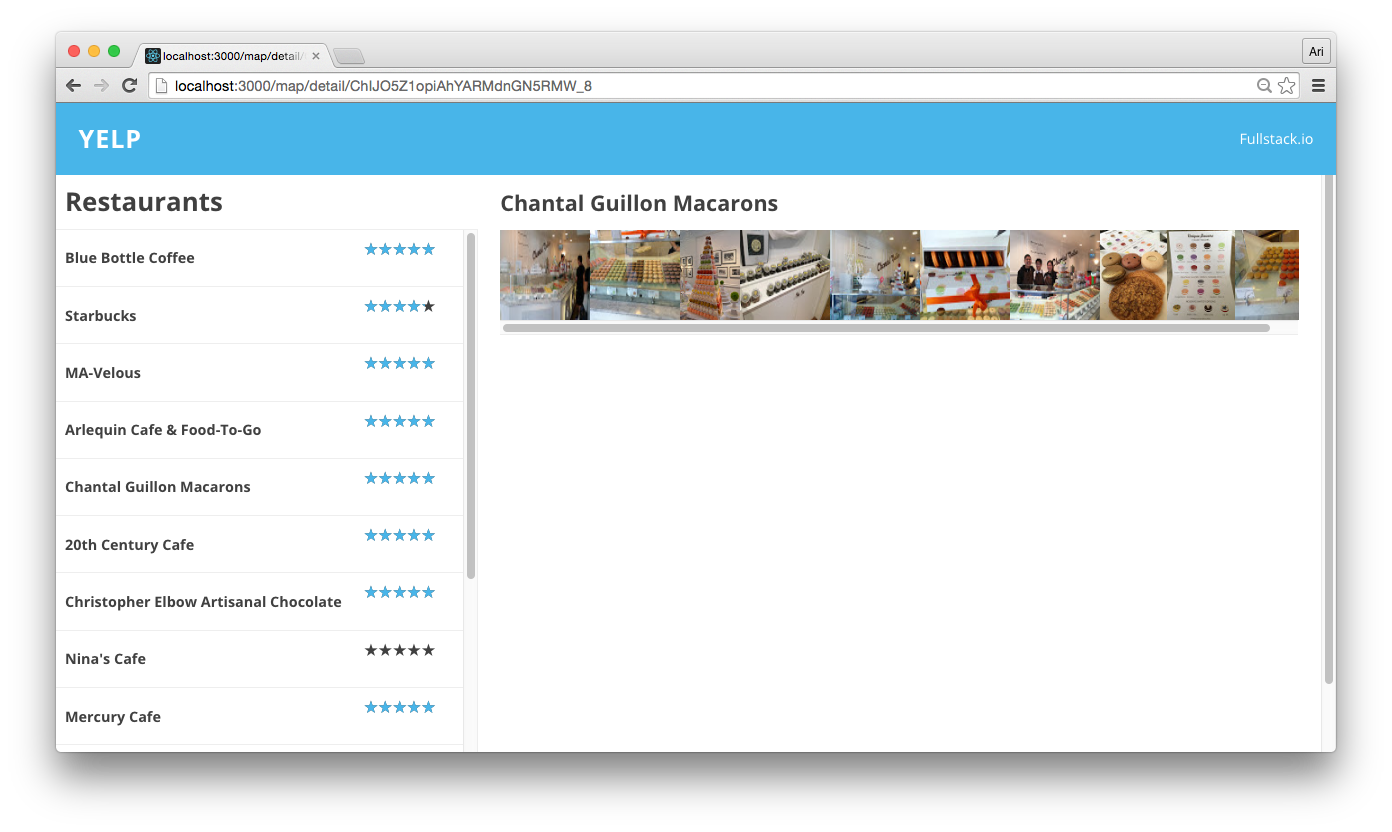 localhost:3000/map/detail/
Ari
localhost:3000/map/detail/ChIJO5Z1opiAhYARMdnGN5RMW_8
YELP
Fullstack.io
Restaurants
Chantal Guillon Macarons
Blue Bottle Coffee
Starbucks
MA-Velous
Arlequin Cafe & Food-To-Go
Chantal Guillon Macarons
20th Century Cafe
Christopher Elbow Artisanal Chocolate
Nina's Cafe
Mercury Cafe